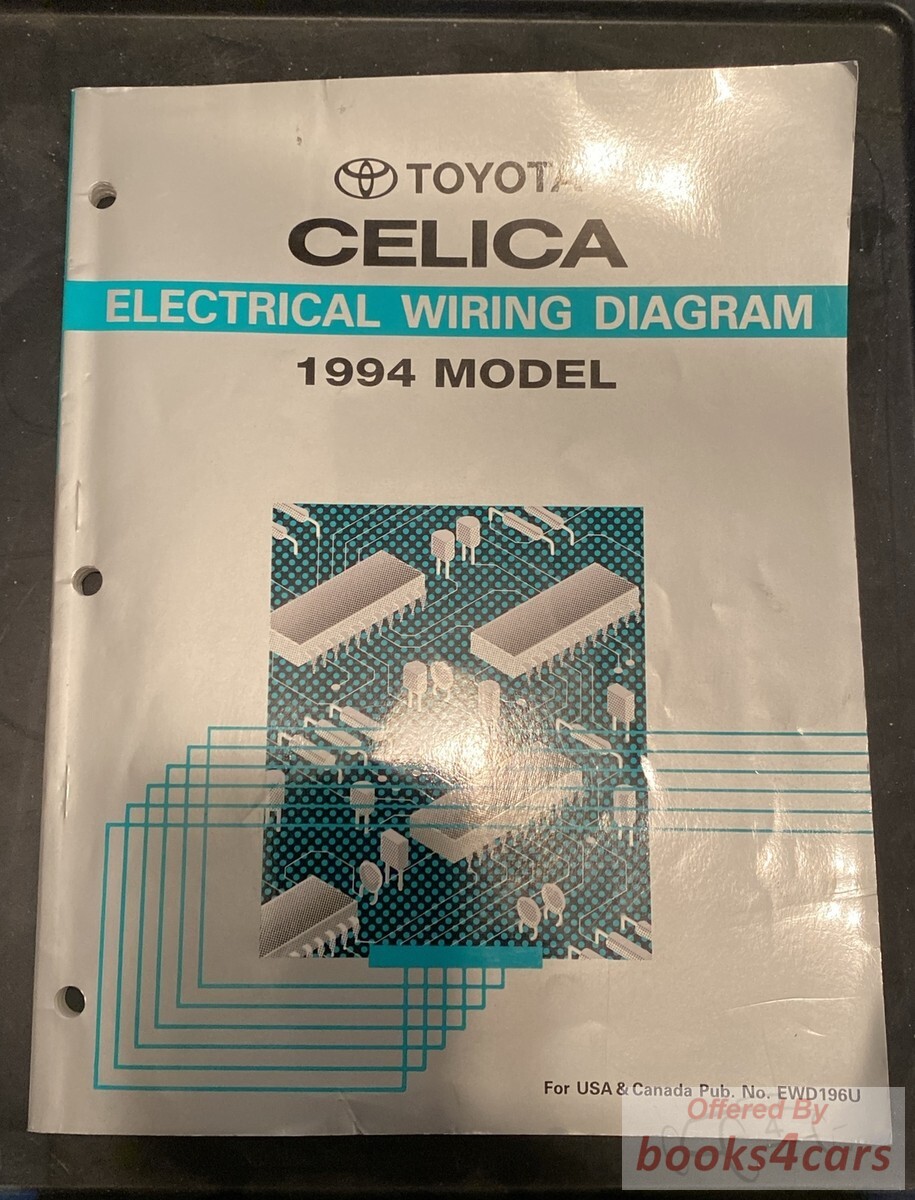 TOYOTA
CELICA
ELECTRICAL WIRING DIAGRAM
1994 MODEL
For USA & Canada Pub. No. EWD196U
Offered By
books4cars